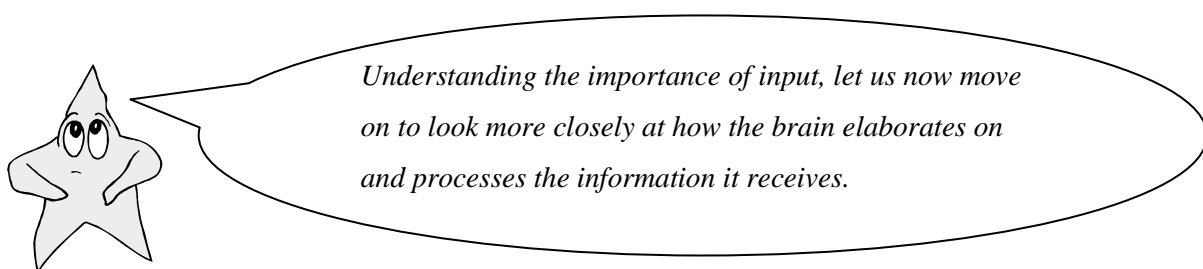 Understanding the importance of input, let us now move
on to look more closely at how the brain elaborates on
and processes the information it receives.